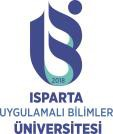 2018
ISPARTA
UYGULAMALI BİLİMLER
ÜNİVERSİTESİ